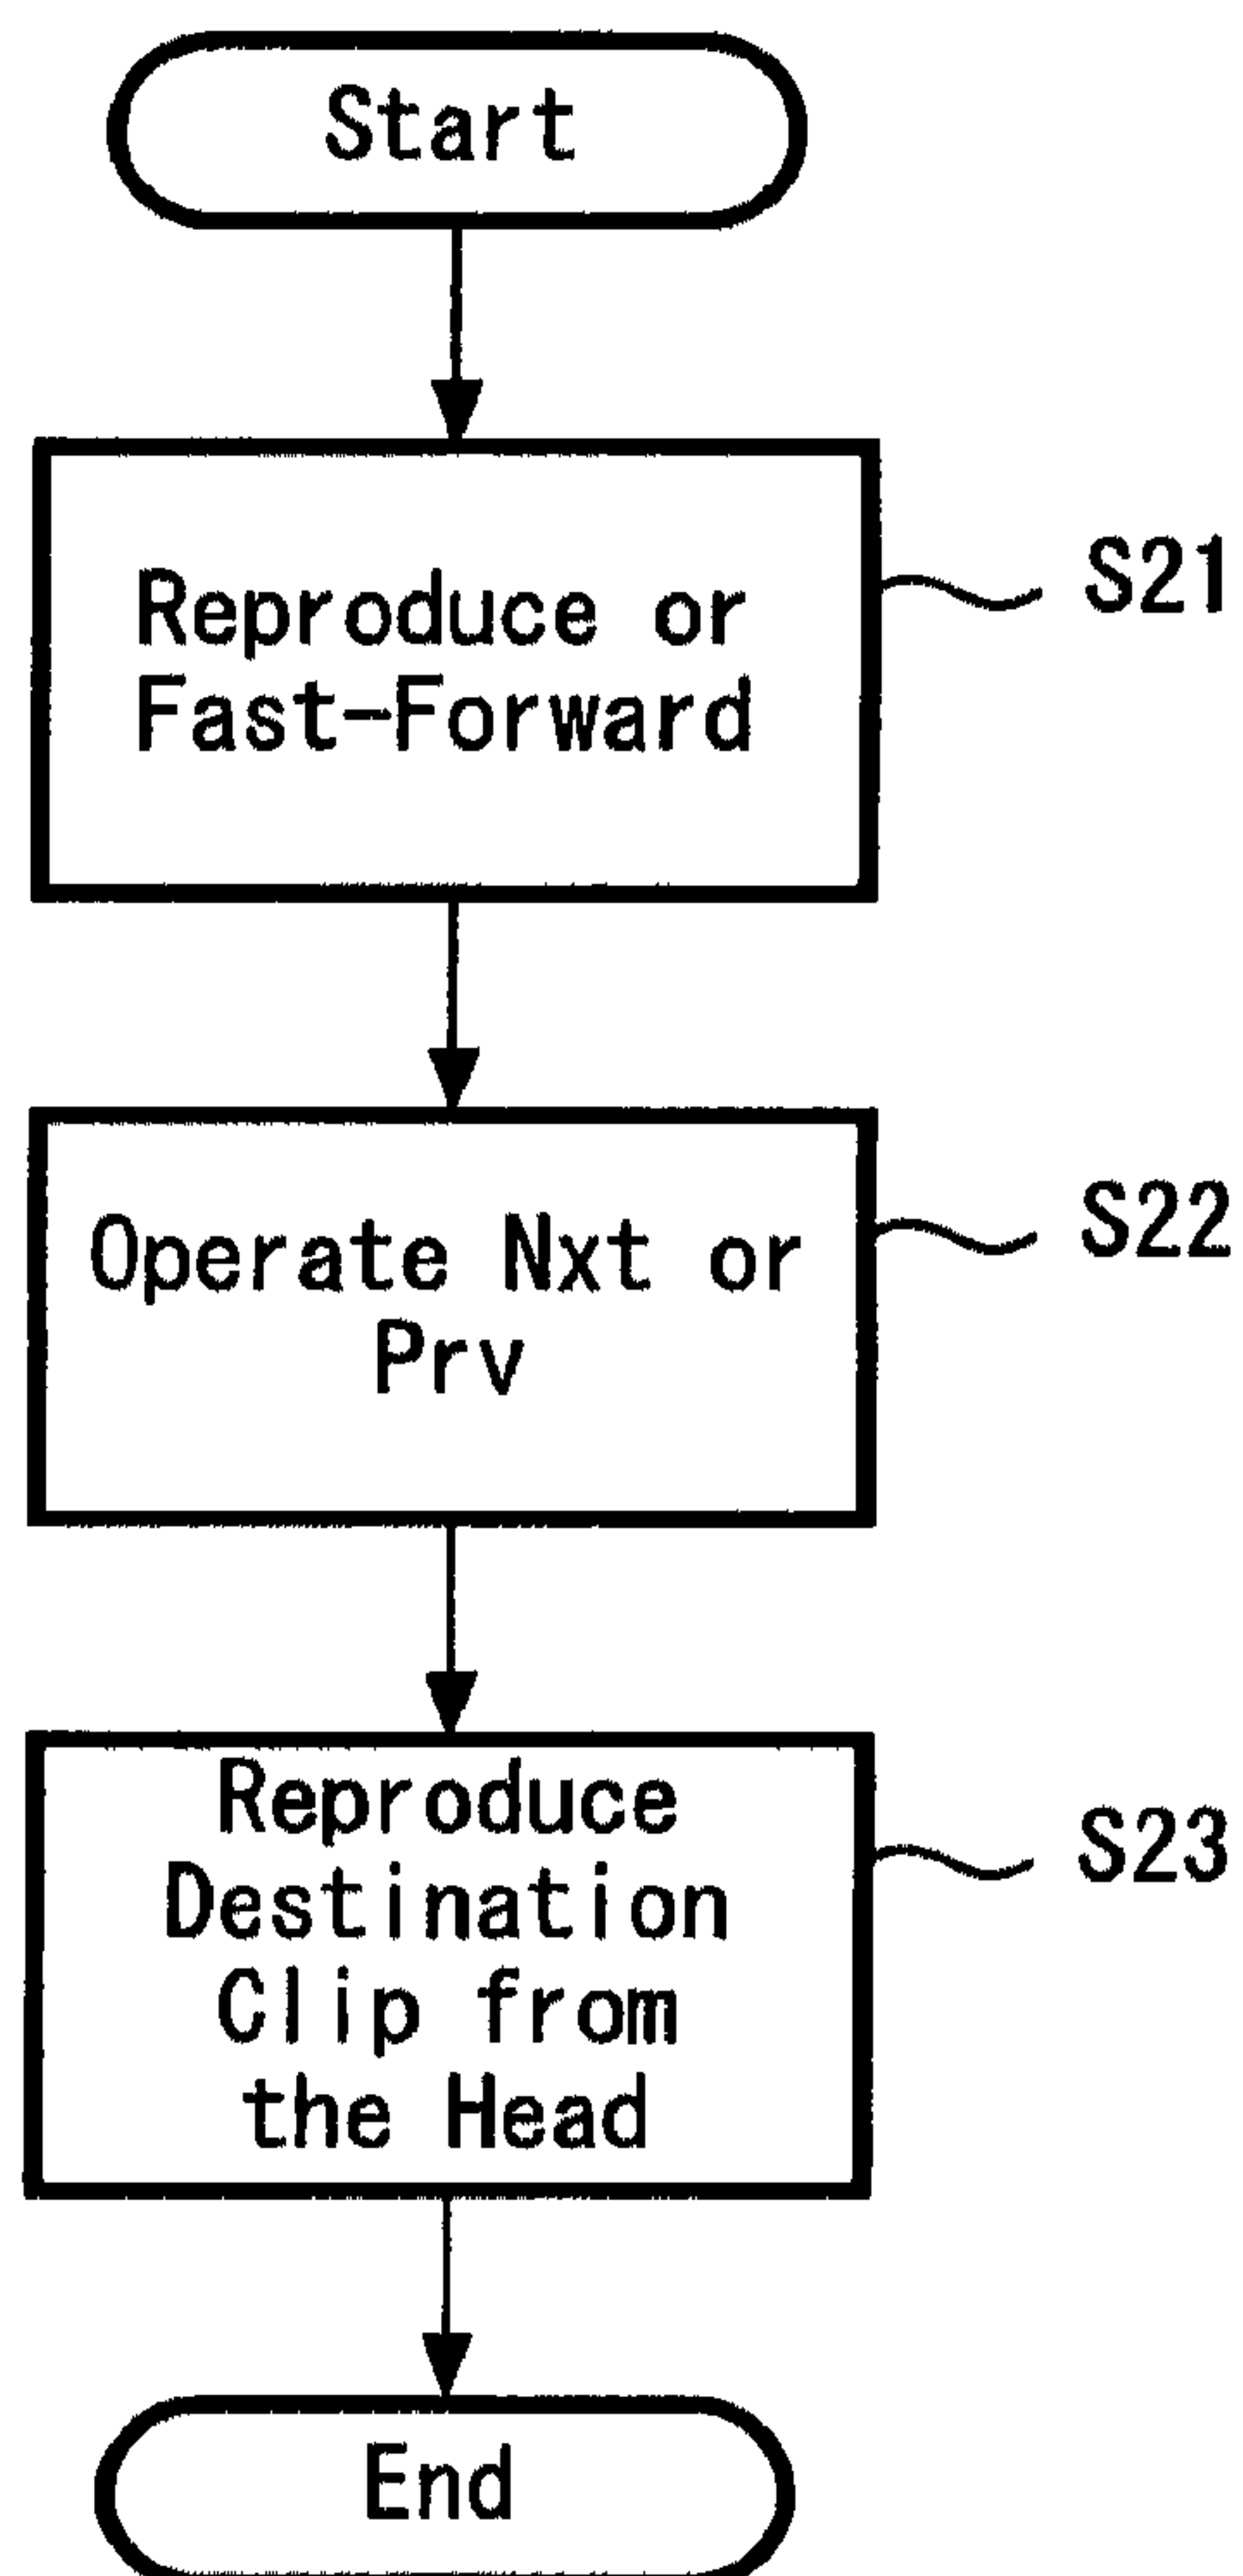 Start
Reproduce or
Fast-Forward
S21
Operate Nxt or
Prv
S22
Reproduce
Destination
Clip from
the Head
S23
End